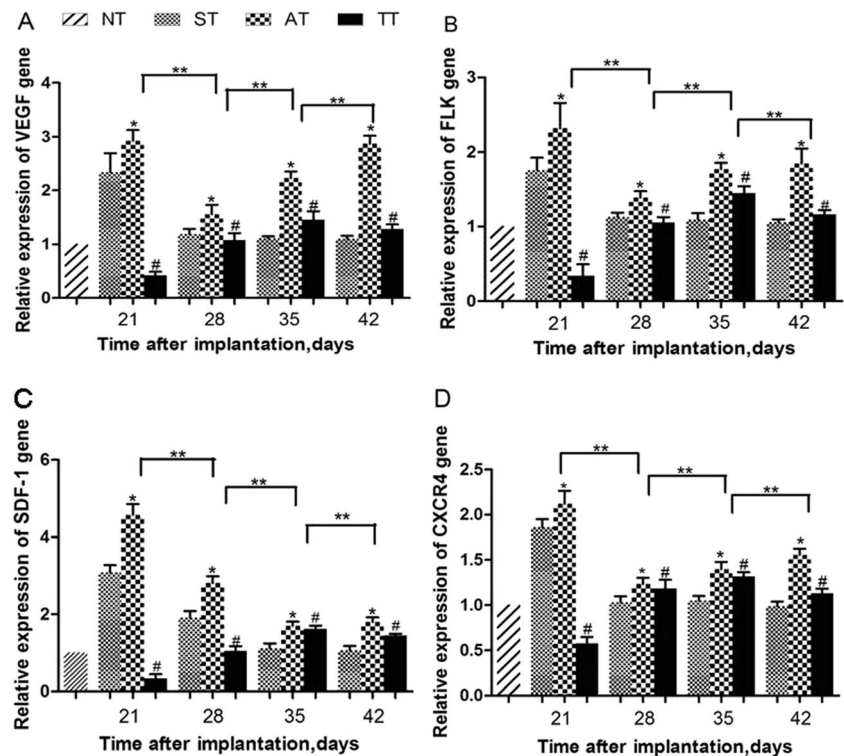 A NT ST AT TT
Relative expression of VEGF gene
4
3
2
1
0
** ** **
* * * *
# # # #
21 28 35 42
Time after implantation,days
B
Relative expression of FLK gene
3
2
1
0
** ** **
* * * *
# # # #
21 28 35 42
Time after implantation,days
C
Relative expression of SDF-1 gene
6
4
2
0
** ** **
* * * *
# # # #
21 28 35 42
Time after implantation,days
D
Relative expression of CXCR4 gene
2.5
2.0
1.5
1.0
0.5
0.0
** ** **
* * * *
# # # #
21 28 35 42
Time after implantation,days